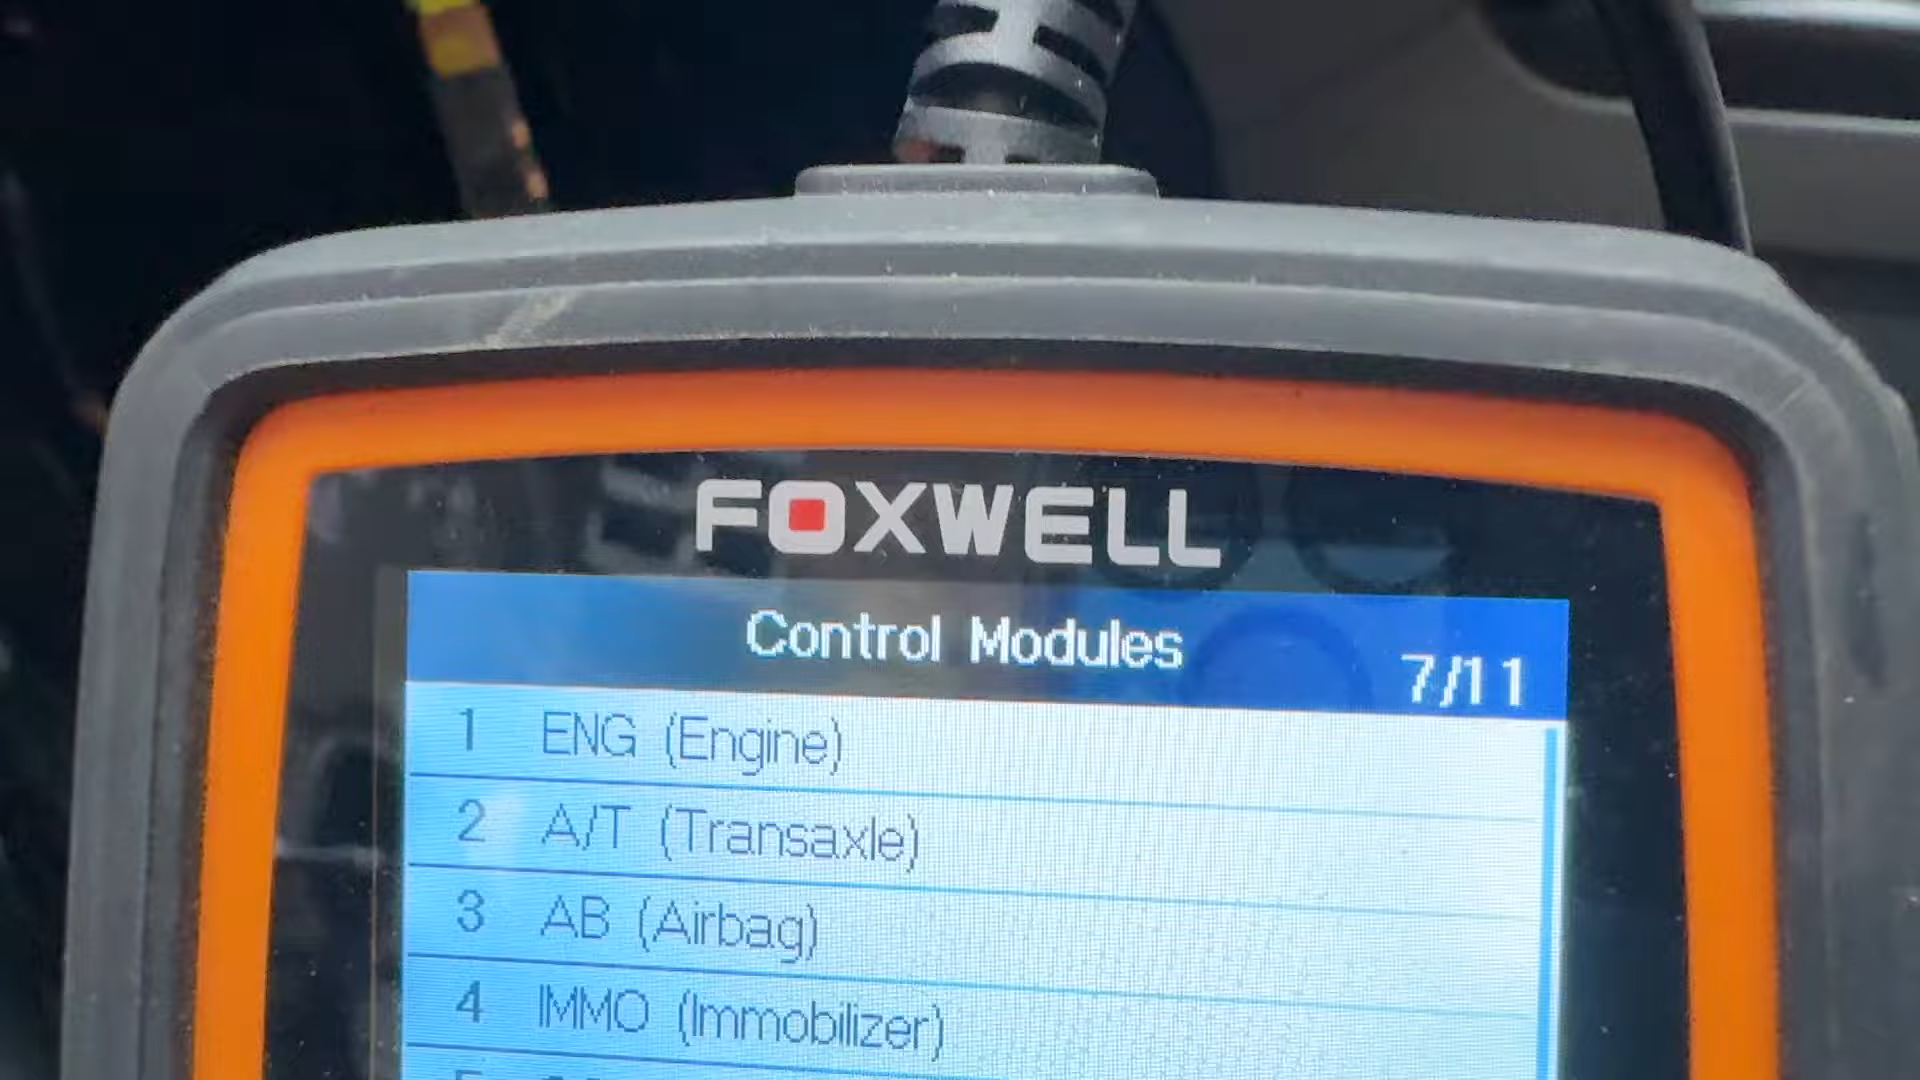 FOXWELL
Control Modules 7/11
1 ENG (Engine)
2 A/T (Transaxle)
3 AB (Airbag)
4 IMMO (Immobilizer)